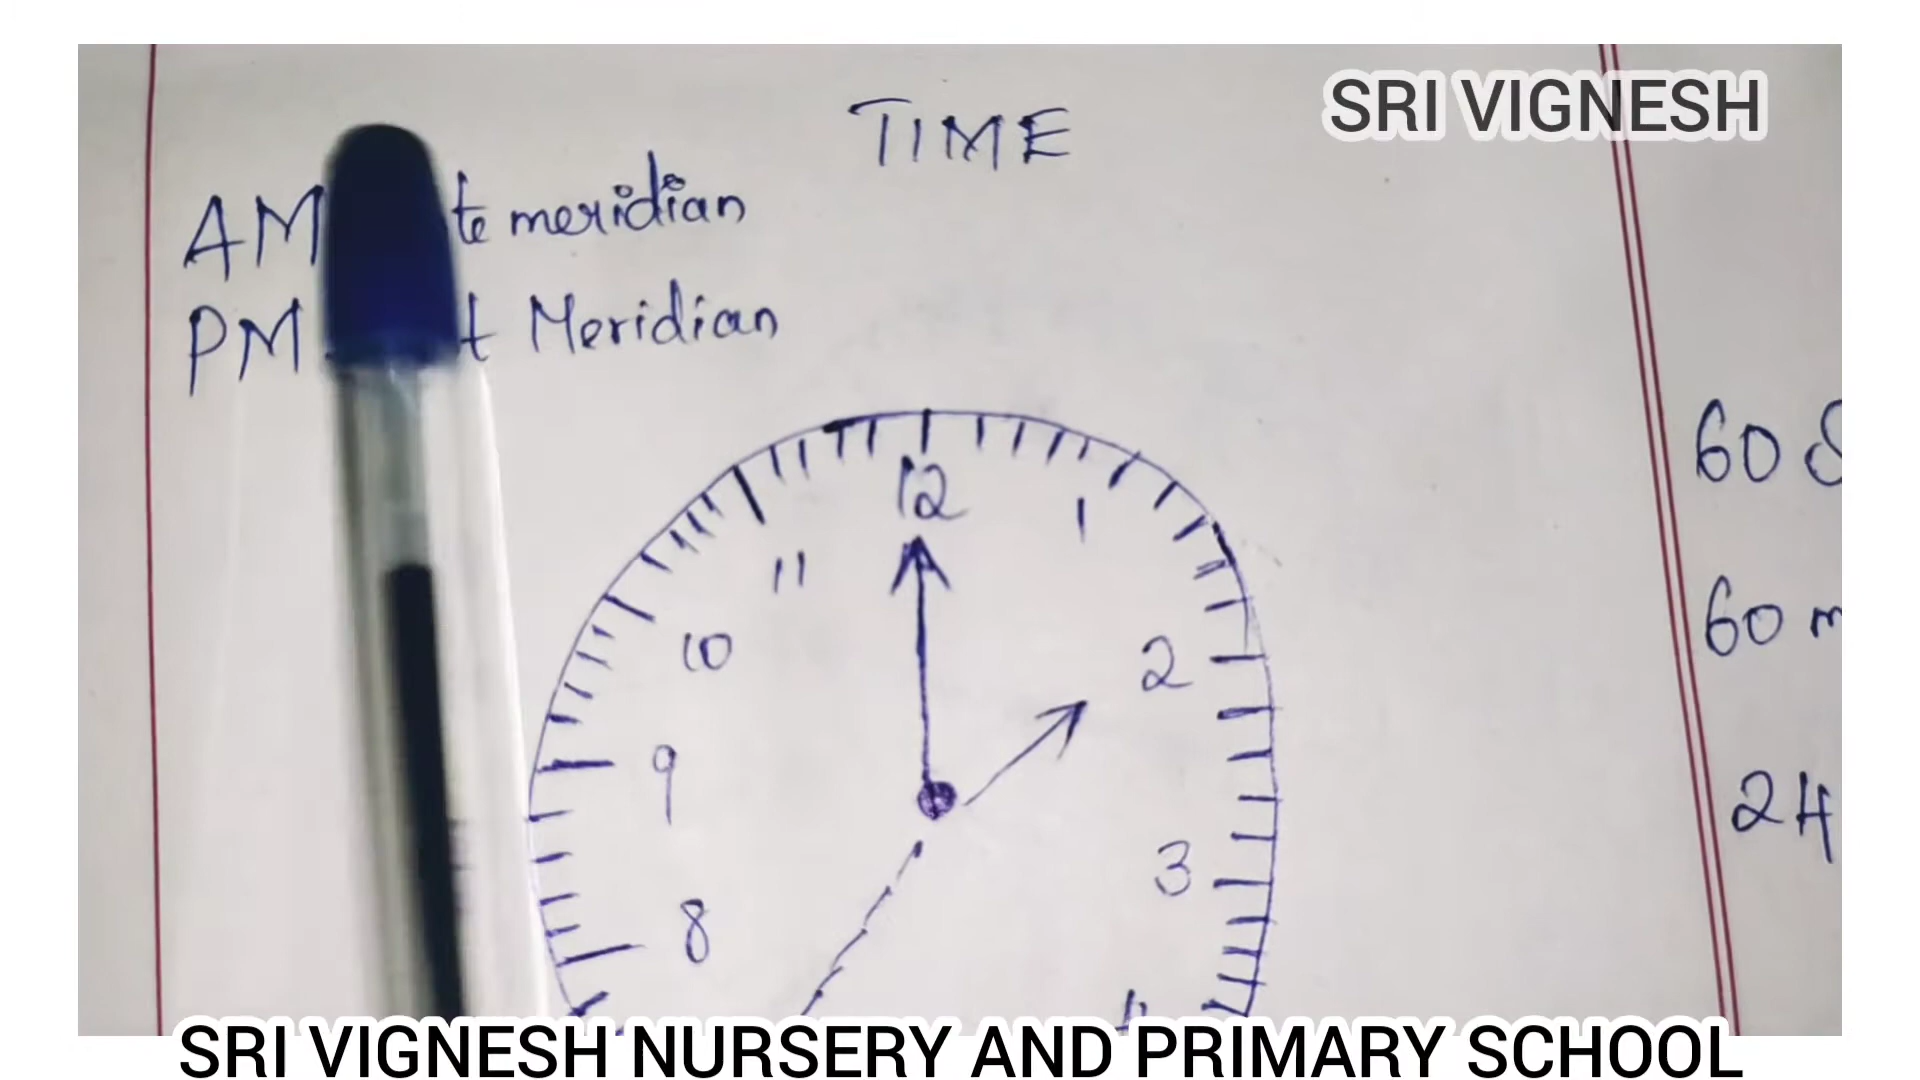 TIME
SRI VIGNESH
AM te meridian
PM t Meridian
12
1
11
10
2
9
3
8
4
60 S
60 m
24
SRI VIGNESH NURSERY AND PRIMARY SCHOOL